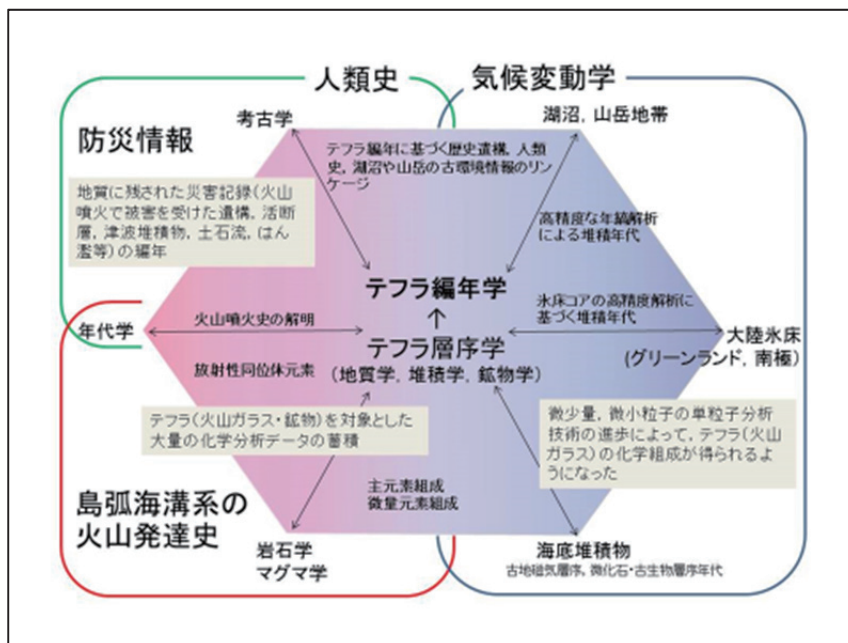 人類史
気候変動学
考古学
湖沼，山岳地帯
防災情報
テフラ編年に基づく歴史遺構，人類
史，湖沼や山岳の古環境情報のリン
ケージ
地質に残された災害記録（火山
噴火で被害を受けた遺構，活断
層，津波堆積物，土石流，はん
濫等）の編年
高精度な年縞解析
による堆積年代
テフラ編年学
氷床コアの高精度解析に
基づく堆積年代
年代学
火山噴火史の解明
↑
テフラ層序学
（地質学，堆積学，鉱物学）
大陸氷床
（グリーンランド，南極）
放射性同位体元素
テフラ（火山ガラス・鉱物）を対象とした
大量の化学分析データの蓄積
微少量，微小粒子の単粒子分析
技術の進歩によって，テフラ（火山
ガラス）の化学組成が得られるよ
うになった
島弧海溝系の
火山発達史
主元素組成
微量元素組成
岩石学
マグマ学
海底堆積物
古地磁気層序，微化石・古生物層序年代